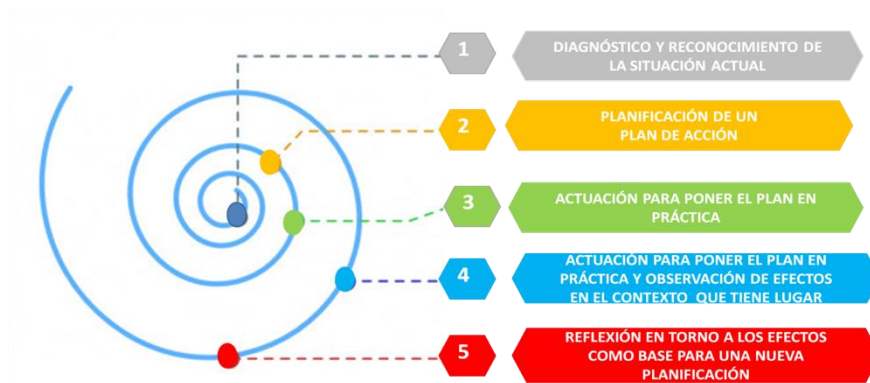 1
DIAGNÓSTICO Y RECONOCIMIENTO DE
LA SITUACIÓN ACTUAL
2
PLANIFICACIÓN DE UN
PLAN DE ACCIÓN
3
ACTUACIÓN PARA PONER EL PLAN EN
PRÁCTICA
4
ACTUACIÓN PARA PONER EL PLAN EN
PRÁCTICA Y OBSERVACIÓN DE EFECTOS
EN EL CONTEXTO QUE TIENE LUGAR
5
REFLEXIÓN EN TORNO A LOS EFECTOS
COMO BASE PARA UNA NUEVA
PLANIFICACIÓN